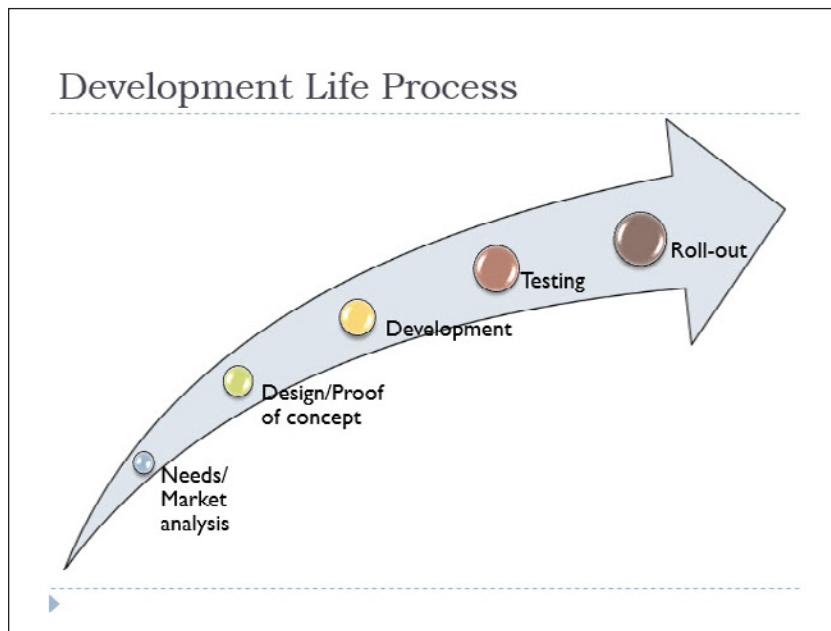 Development Life Process
Roll-out
Testing
Development
Design/Proof
of concept
Needs/
Market
analysis